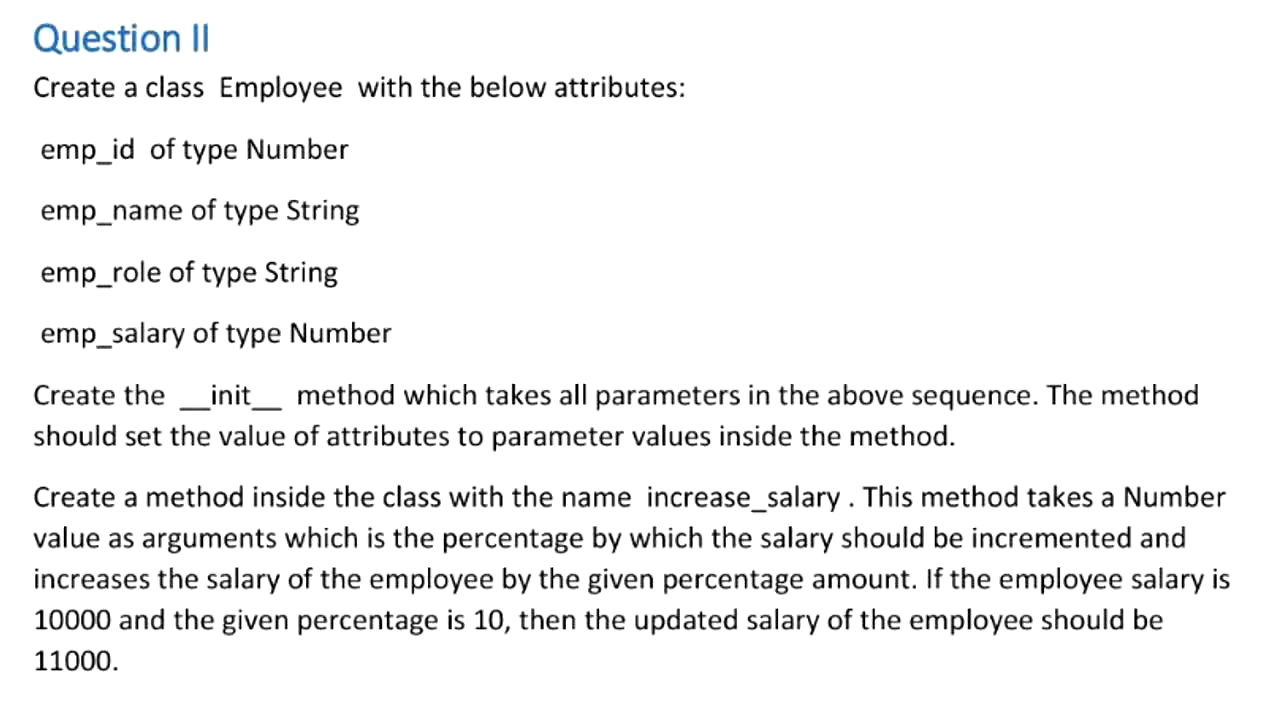 Question II
Create a class  Employee  with the below attributes:
emp_id  of type Number
emp_name of type String
emp_role of type String
emp_salary of type Number
Create the  __init__  method which takes all parameters in the above sequence. The method
should set the value of attributes to parameter values inside the method.
Create a method inside the class with the name  increase_salary . This method takes a Number
value as arguments which is the percentage by which the salary should be incremented and
increases the salary of the employee by the given percentage amount. If the employee salary is
10000 and the given percentage is 10, then the updated salary of the employee should be
11000.